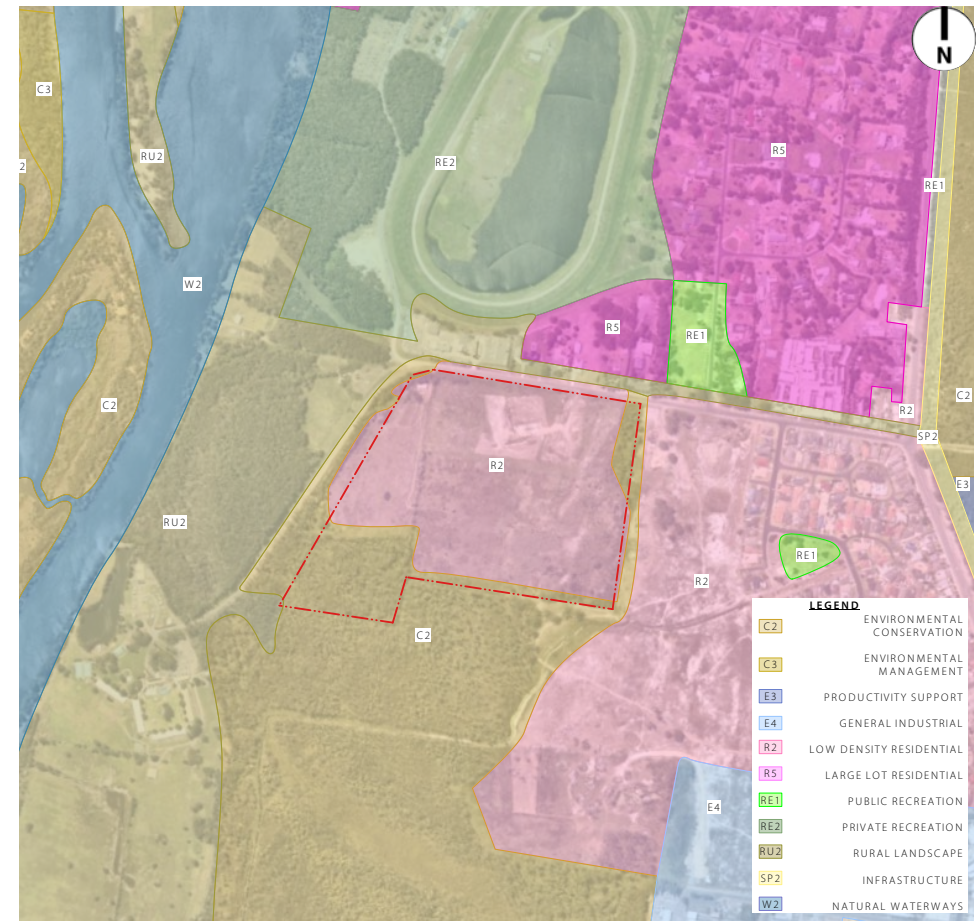 N
C3
2
RU2
RE2
R5
RE1
W2
R5
RE1
C2
C2
R2
SP2
R2
E3
RU2
RE1
R2
C2
E4
LEGEND
C2 ENVIRONMENTAL
CONSERVATION
C3 ENVIRONMENTAL
MANAGEMENT
E3 PRODUCTIVITY SUPPORT
E4 GENERAL INDUSTRIAL
R2 LOW DENSITY RESIDENTIAL
R5 LARGE LOT RESIDENTIAL
RE1 PUBLIC RECREATION
RE2 PRIVATE RECREATION
RU2 RURAL LANDSCAPE
SP2 INFRASTRUCTURE
W2 NATURAL WATERWAYS